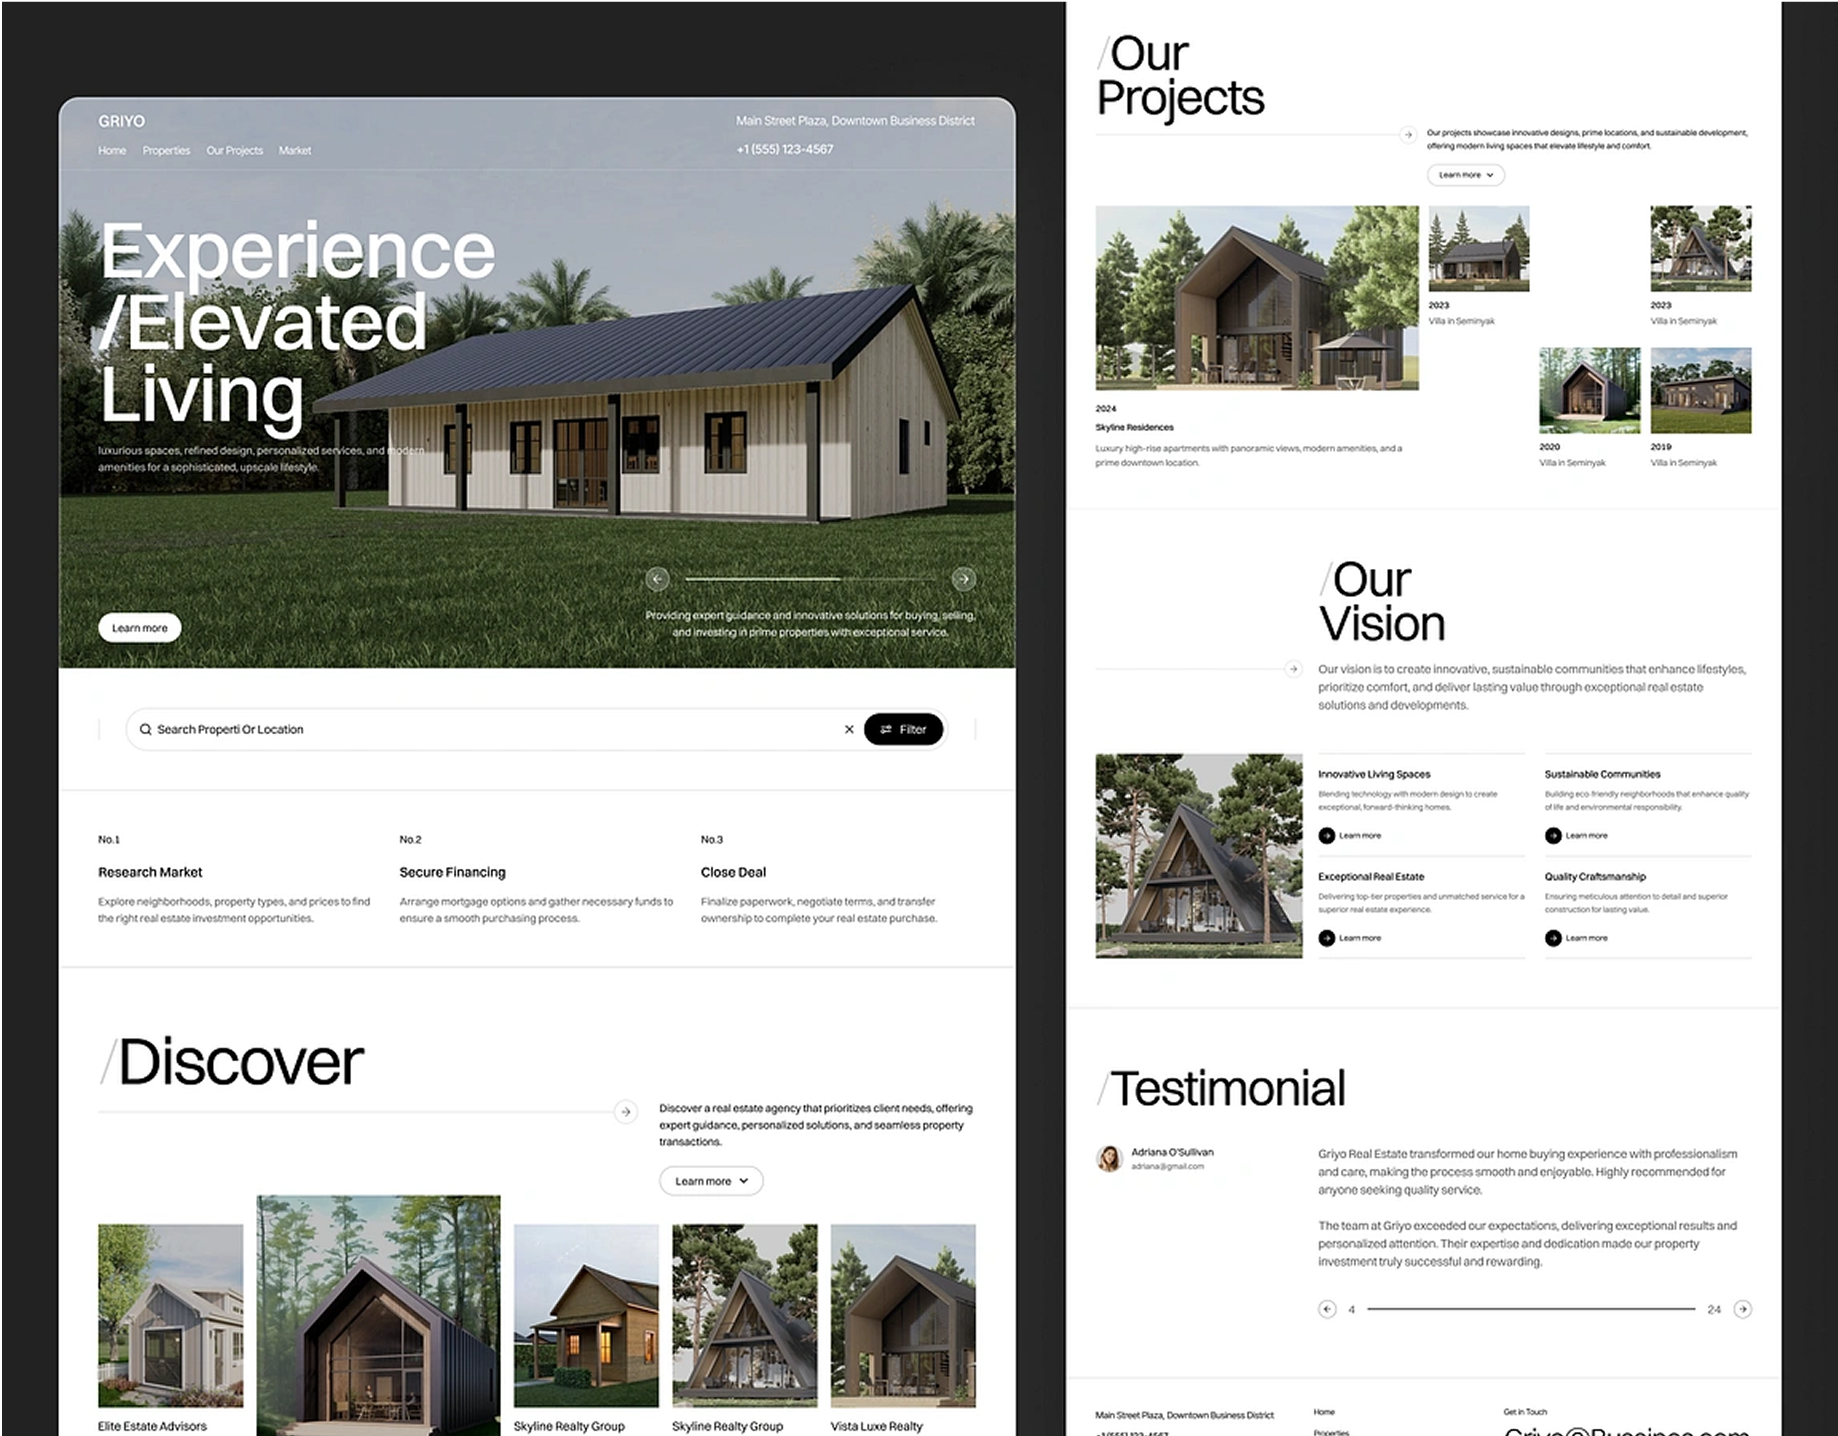 GRIYO
Main Street Plaza, Downtown Business District
Home Properties Our Projects Market
+1 (555) 123-4567
Experience
/Elevated
Living
luxurious spaces, refined design, personalized services, and modern
amenities for a sophisticated, upscale lifestyle.
Providing expert guidance and innovative solutions for buying, selling,
and investing in prime properties with exceptional service.
Learn more
Search Properti Or Location
Filter
No.1
Research Market
Explore neighborhoods, property types, and prices to find
the right real estate investment opportunities.
No.2
Secure Financing
Arrange mortgage options and gather necessary funds to
ensure a smooth purchasing process.
No.3
Close Deal
Finalize paperwork, negotiate terms, and transfer
ownership to complete your real estate purchase.
/Discover
Discover a real estate agency that prioritizes client needs, offering
expert guidance, personalized solutions, and seamless property
transactions.
Learn more
Elite Estate Advisors
Skyline Realty Group
Skyline Realty Group
Vista Luxe Realty
/Our
Projects
Our projects showcase innovative designs, prime locations, and sustainable development,
offering modern living spaces that elevate lifestyle and comfort.
Learn more
2024
Skyline Residences
Luxury high-rise apartments with panoramic views, modern amenities, and a
prime downtown location.
2023
Villa in Seminyak
2023
Villa in Seminyak
2020
Villa in Seminyak
2019
Villa in Seminyak
/Our
Vision
Our vision is to create innovative, sustainable communities that enhance lifestyles,
prioritize comfort, and deliver lasting value through exceptional real estate
solutions and developments.
Innovative Living Spaces
Blending technology with modern design to create
exceptional, forward-thinking homes.
Learn more
Sustainable Communities
Building eco-friendly neighborhoods that enhance quality
of life and environmental responsibility.
Learn more
Exceptional Real Estate
Delivering top-tier properties and unmatched service for a
superior real estate experience.
Learn more
Quality Craftsmanship
Ensuring meticulous attention to detail and superior
construction for lasting value.
Learn more
/Testimonial
Adriana O'Sullivan
adriana@gmail.com
Griyo Real Estate transformed our home buying experience with professionalism
and care, making the process smooth and enjoyable. Highly recommended for
anyone seeking quality service.
The team at Griyo exceeded our expectations, delivering exceptional results and
personalized attention. Their expertise and dedication made our property
investment truly successful and rewarding.
4
24
Main Street Plaza, Downtown Business District
+1 (555) 123-4567
Home
Properties
Get in Touch
Griyo@Bussines.com